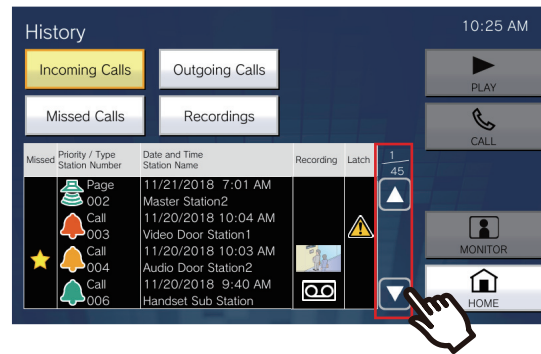 History
10:25 AM
Incoming Calls
Outgoing Calls
PLAY
Missed Calls
Recordings
CALL
Missed
Priority / Type
Station Number
Date and Time
Station Name
Recording
Latch
1
45
Page
002
11/21/2018 7:01 AM
Master Station2
Call
003
11/20/2018 10:04 AM
Video Door Station1
Call
004
11/20/2018 10:03 AM
Audio Door Station2
Call
006
11/20/2018 9:40 AM
Handset Sub Station
MONITOR
HOME